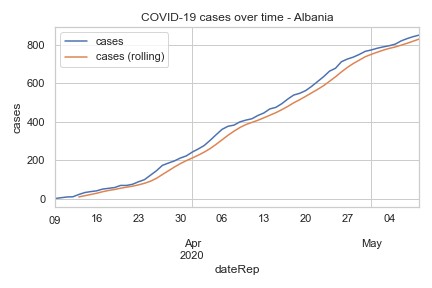 COVID-19 cases over time - Albania
cases
cases (rolling)
800
600
400
200
0
cases
09 16 23 30 06 13 20 27 04
Apr May
2020
dateRep